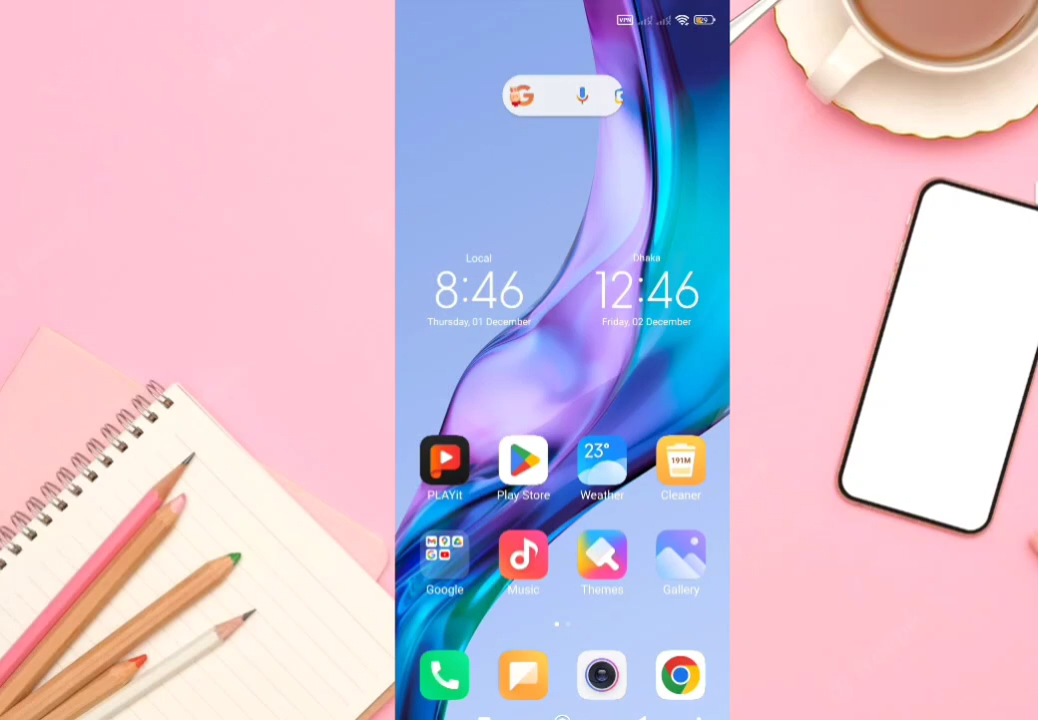 VPN
G
Local
8:46
Thursday, 01 December
Dhaka
12:46
Friday, 02 December
23°
191M
PLAYit
Play Store
Weather
Cleaner
Google
Music
Themes
Gallery